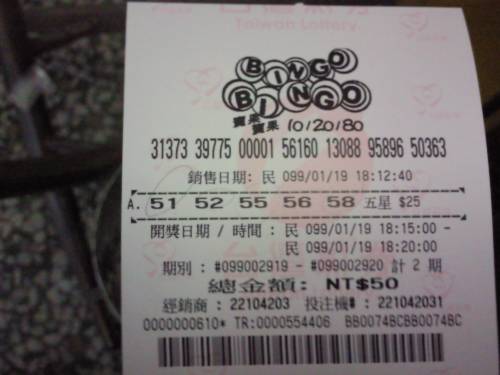 Taiwan Lottery
BINGO
BINGO
賓果
賓果 10/20/80
31373 39775 00001 56160 13088 95896 50363
銷售日期: 民 099/01/19 18:12:40
A. 51 52 55 56 58 五星 $25
開獎日期 / 時間 : 民 099/01/19 18:15:00 -
民 099/01/19 18:20:00
期別 : #099002919 - #099002920 計 2 期
總金額: NT$50
經銷商 : 22104203 投注機# : 221042031
0000000610* TR:0000554406 BB0074BCBB0074BC